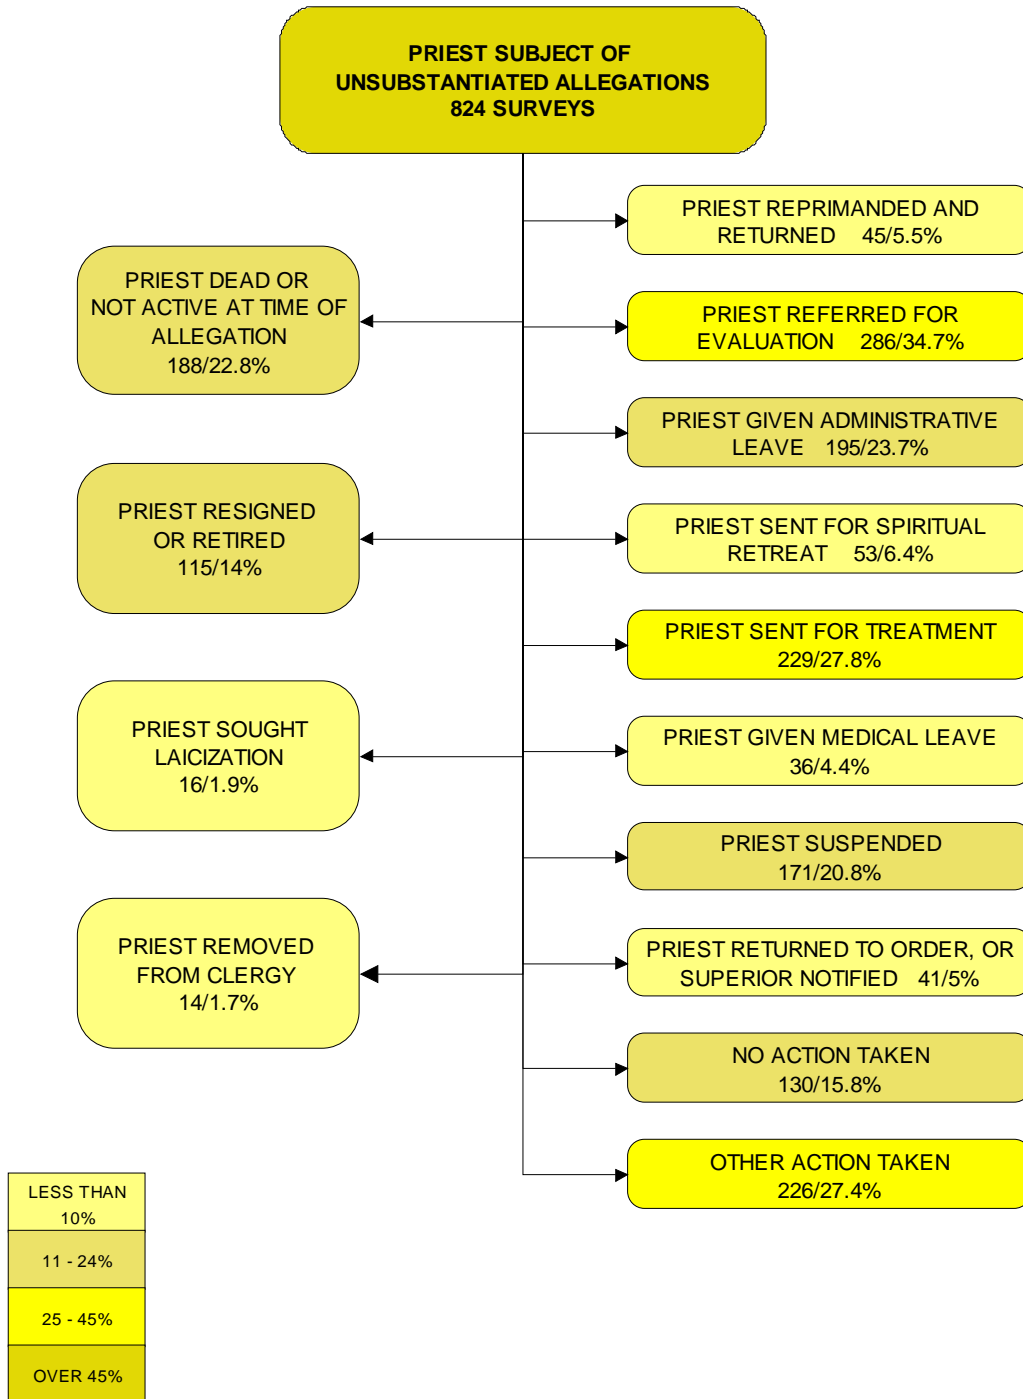 PRIEST SUBJECT OF
UNSUBSTANTIATED ALLEGATIONS
824 SURVEYS
PRIEST DEAD OR
NOT ACTIVE AT TIME OF
ALLEGATION
188/22.8%
PRIEST RESIGNED
OR RETIRED
115/14%
PRIEST SOUGHT
LAICIZATION
16/1.9%
PRIEST REMOVED
FROM CLERGY
14/1.7%
PRIEST REPRIMANDED AND
RETURNED 45/5.5%
PRIEST REFERRED FOR
EVALUATION 286/34.7%
PRIEST GIVEN ADMINISTRATIVE
LEAVE 195/23.7%
PRIEST SENT FOR SPIRITUAL
RETREAT 53/6.4%
PRIEST SENT FOR TREATMENT
229/27.8%
PRIEST GIVEN MEDICAL LEAVE
36/4.4%
PRIEST SUSPENDED
171/20.8%
PRIEST RETURNED TO ORDER, OR
SUPERIOR NOTIFIED 41/5%
NO ACTION TAKEN
130/15.8%
OTHER ACTION TAKEN
226/27.4%
LESS THAN
10%
11 - 24%
25 - 45%
OVER 45%